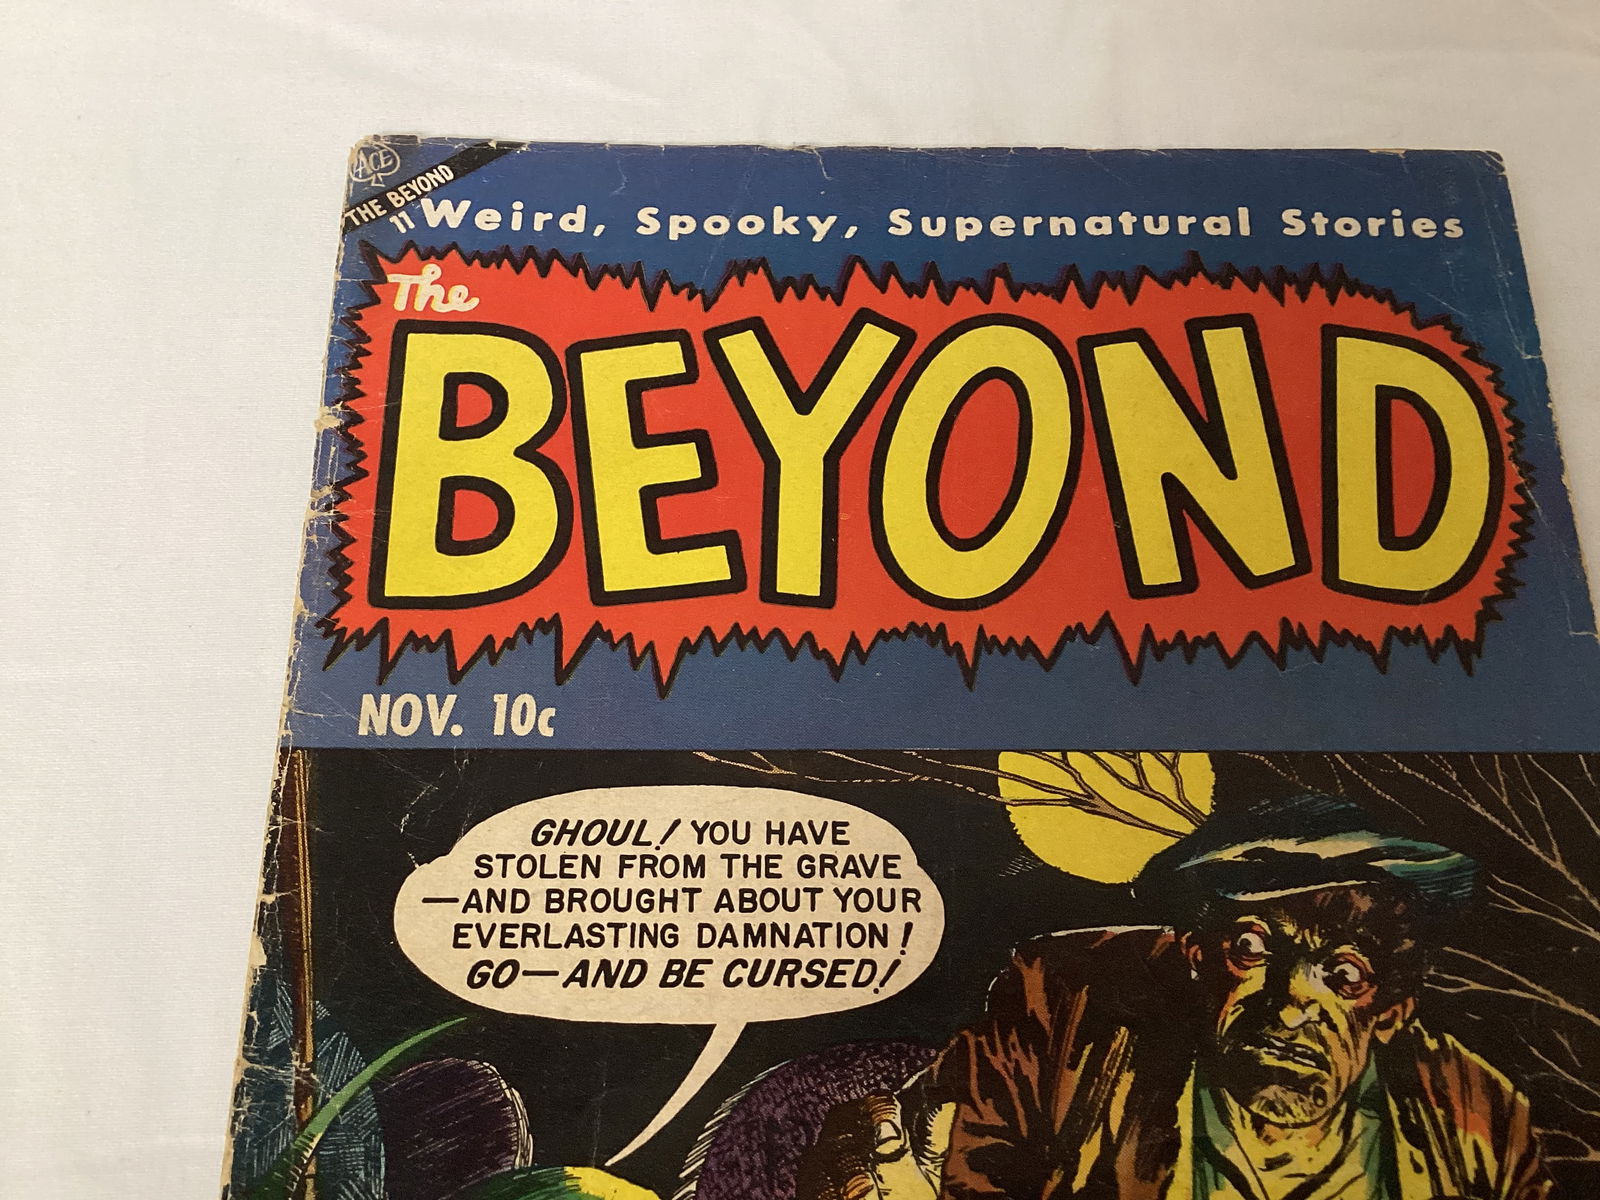 ACE
THE BEYOND
11
Weird, Spooky, Supernatural Stories
The
BEYOND
NOV. 10c
GHOUL! YOU HAVE
STOLEN FROM THE GRAVE
—AND BROUGHT ABOUT YOUR
EVERLASTING DAMNATION!
GO—AND BE CURSED!